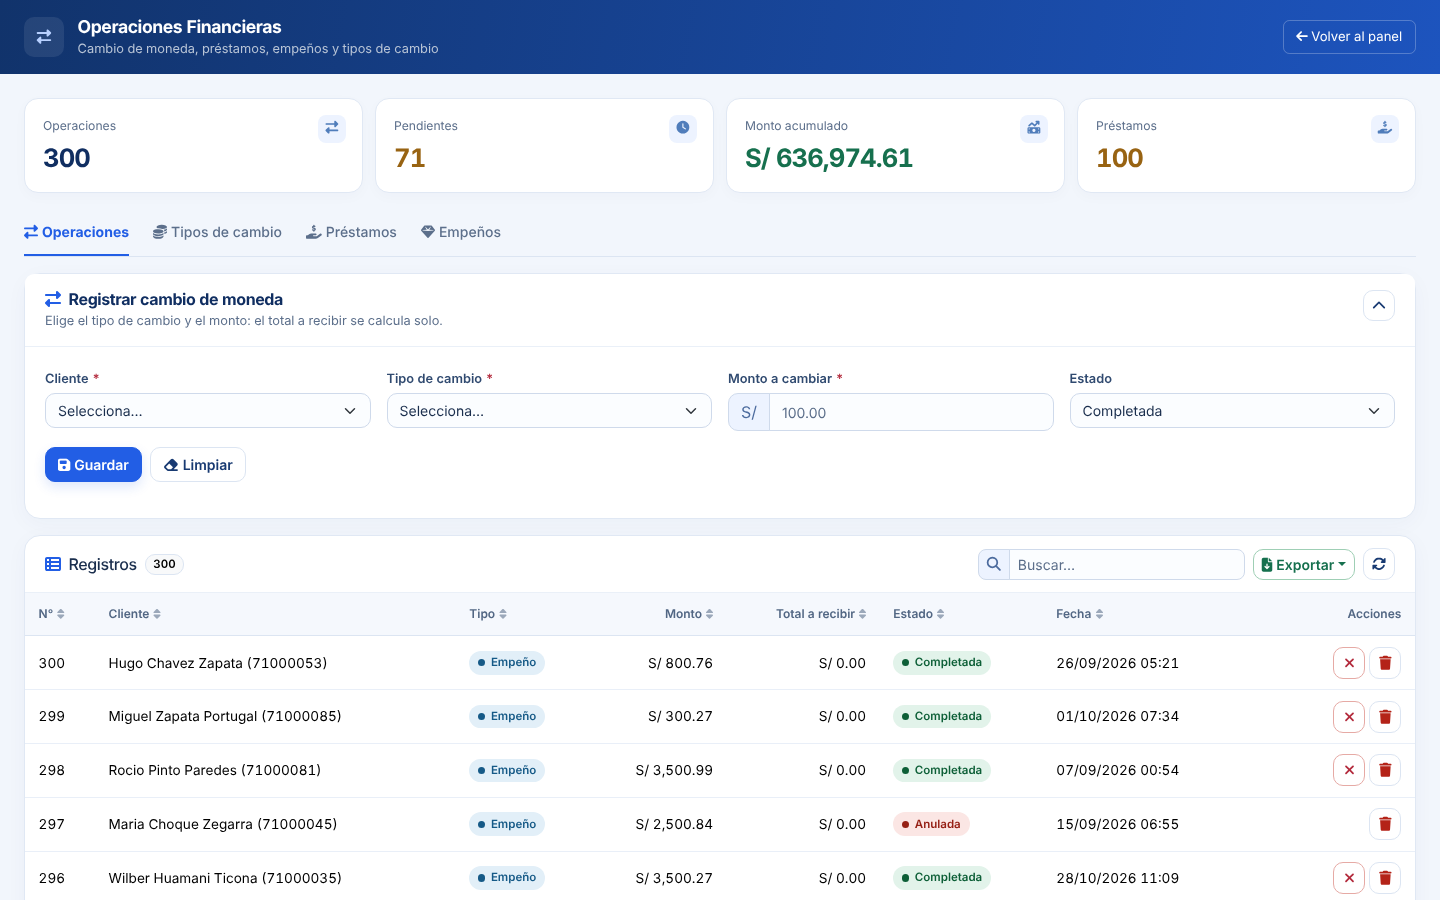 Operaciones Financieras
Cambio de moneda, préstamos, empeños y tipos de cambio
Volver al panel
Operaciones
300
Pendientes
71
Monto acumulado
S/ 636,974.61
Préstamos
100
Operaciones Tipos de cambio Préstamos Empeños
Registrar cambio de moneda
Elige el tipo de cambio y el monto: el total a recibir se calcula solo.
Cliente * Tipo de cambio * Monto a cambiar * Estado
Selecciona... Selecciona... S/ 100.00 Completada
Guardar Limpiar
Registros 300 Buscar... Exportar
N° Cliente Tipo Monto Total a recibir Estado Fecha Acciones
300 Hugo Chavez Zapata (71000053) Empeño S/ 800.76 S/ 0.00 Completada 26/09/2026 05:21
299 Miguel Zapata Portugal (71000085) Empeño S/ 300.27 S/ 0.00 Completada 01/10/2026 07:34
298 Rocio Pinto Paredes (71000081) Empeño S/ 3,500.99 S/ 0.00 Completada 07/09/2026 00:54
297 Maria Choque Zegarra (71000045) Empeño S/ 2,500.84 S/ 0.00 Anulada 15/09/2026 06:55
296 Wilber Huamani Ticona (71000035) Empeño S/ 3,500.27 S/ 0.00 Completada 28/10/2026 11:09